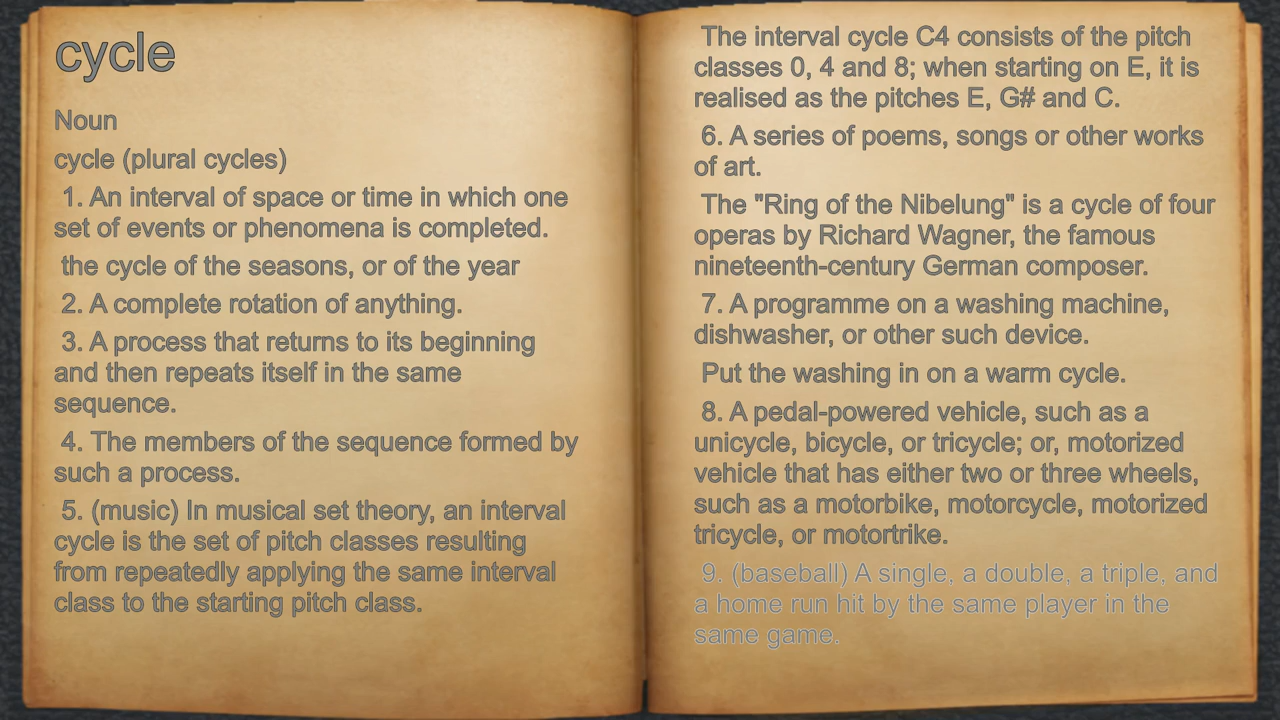 cycle
Noun
cycle (plural cycles)
1. An interval of space or time in which one
set of events or phenomena is completed.
the cycle of the seasons, or of the year
2. A complete rotation of anything.
3. A process that returns to its beginning
and then repeats itself in the same
sequence.
4. The members of the sequence formed by
such a process.
5. (music) In musical set theory, an interval
cycle is the set of pitch classes resulting
from repeatedly applying the same interval
class to the starting pitch class.
The interval cycle C4 consists of the pitch
classes 0, 4 and 8; when starting on E, it is
realised as the pitches E, G# and C.
6. A series of poems, songs or other works
of art.
The "Ring of the Nibelung" is a cycle of four
operas by Richard Wagner, the famous
nineteenth-century German composer.
7. A programme on a washing machine,
dishwasher, or other such device.
Put the washing in on a warm cycle.
8. A pedal-powered vehicle, such as a
unicycle, bicycle, or tricycle; or, motorized
vehicle that has either two or three wheels,
such as a motorbike, motorcycle, motorized
tricycle, or motortrike.
9. (baseball) A single, a double, a triple, and
a home run hit by the same player in the
same game.